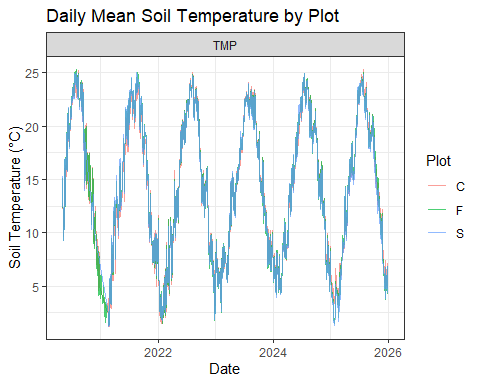 Daily Mean Soil Temperature by Plot
TMP
Soil Temperature (°C)
25
20
15
10
5
2022
2024
2026
Date
Plot
C
F
S